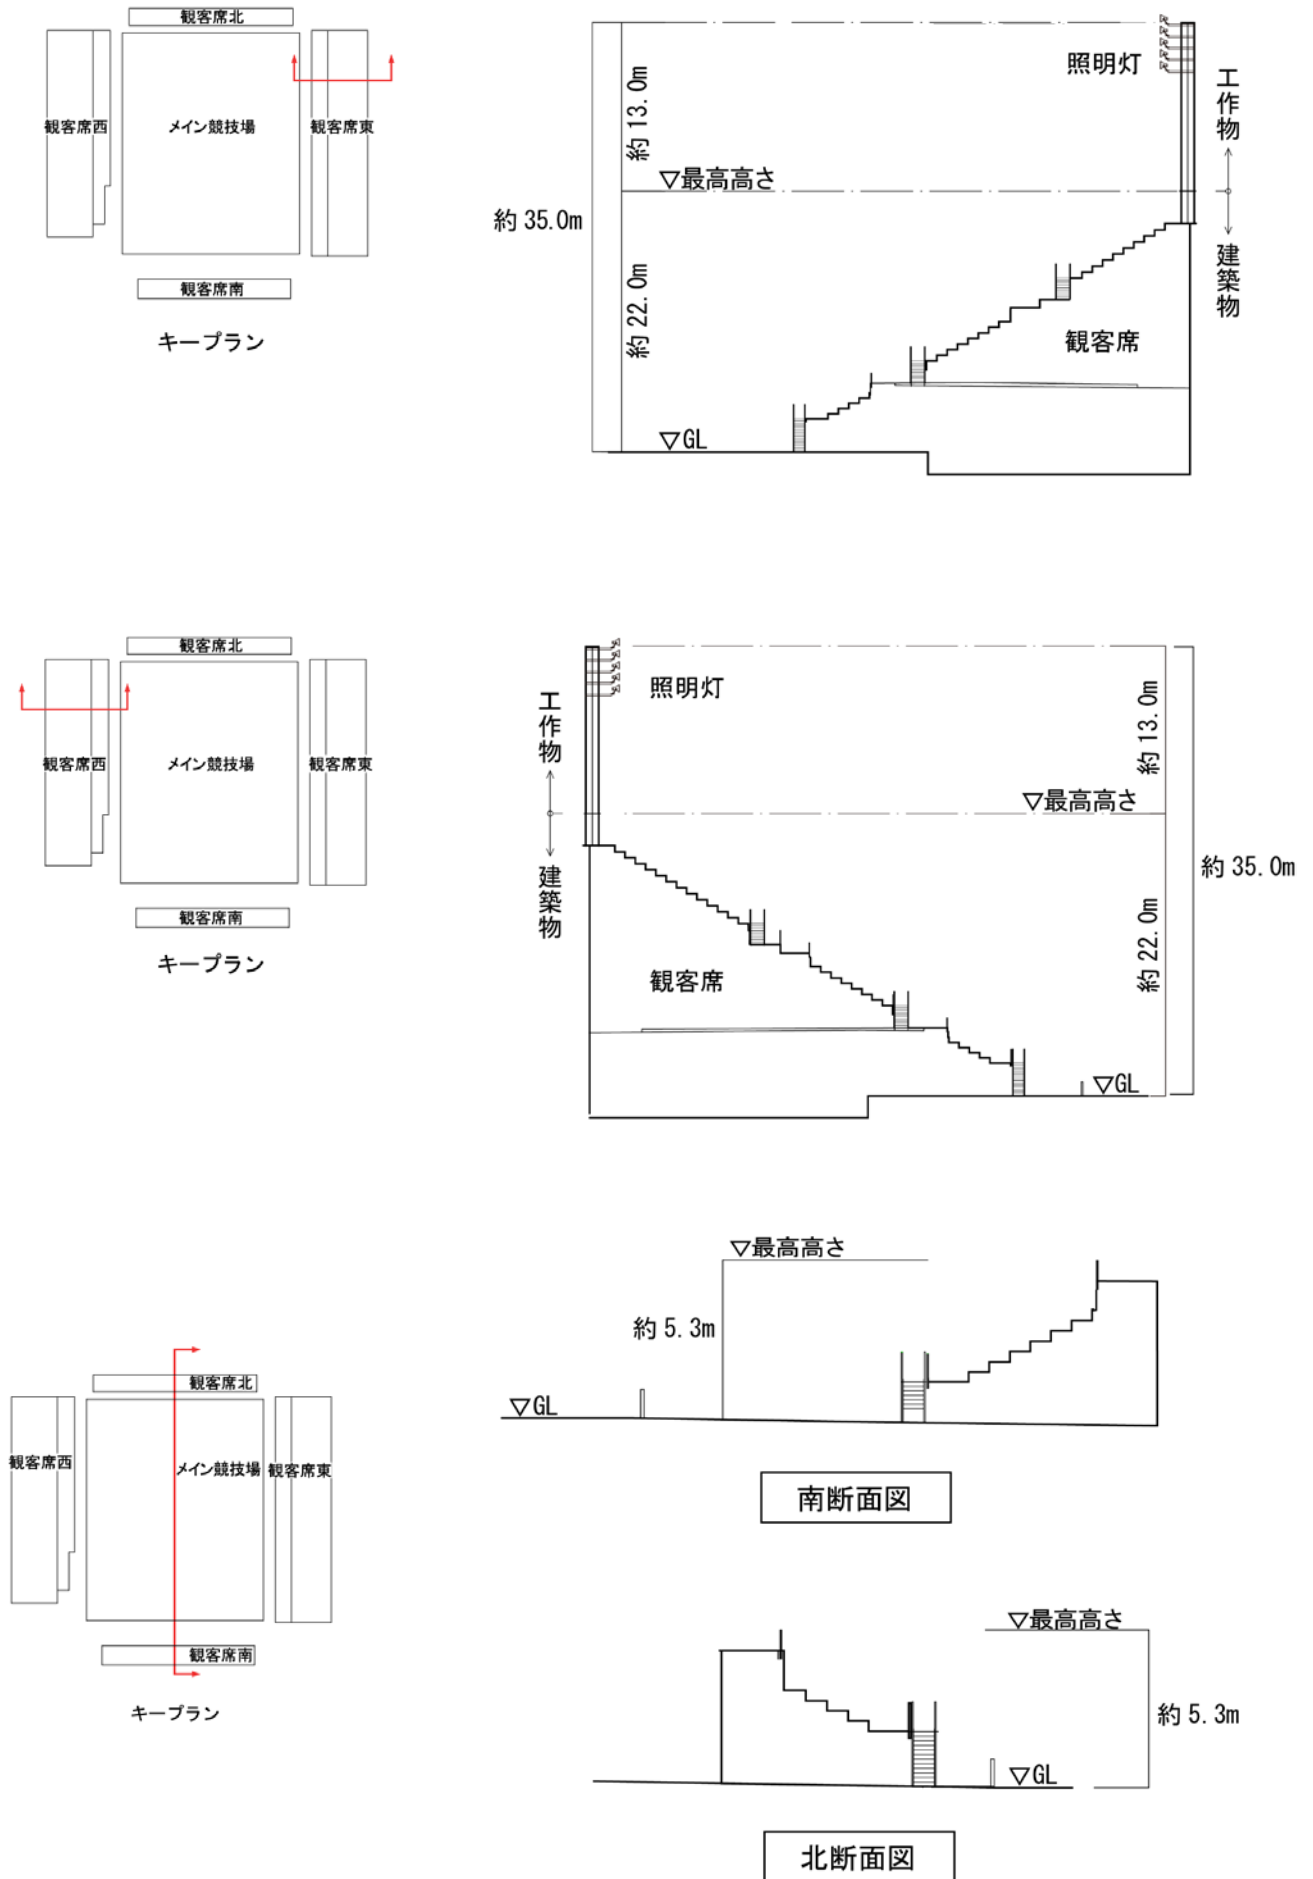 観客席北
観客席西
メイン競技場
観客席東
観客席南
キープラン
照明灯
工作物
約 13.0m
▽最高高さ
約 35.0m
建築物
約 22.0m
観客席
▽GL
観客席北
観客席西
メイン競技場
観客席東
観客席南
キープラン
照明灯
工作物
約 13.0m
▽最高高さ
約 35.0m
建築物
約 22.0m
観客席
▽GL
観客席北
観客席西
メイン競技場
観客席東
観客席南
キープラン
▽最高高さ
約 5.3m
▽GL
南断面図
▽最高高さ
約 5.3m
▽GL
北断面図